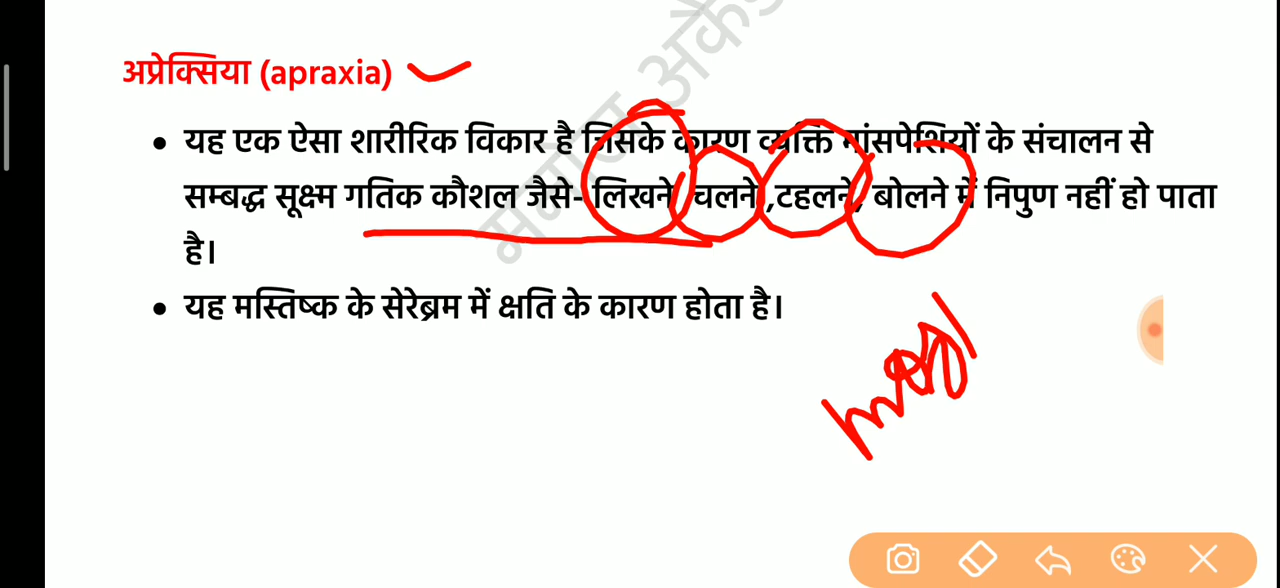 अप्रेक्सिया (apraxia)
• यह एक ऐसा शारीरिक विकार है जिसके कारण व्यक्ति मांसपेशियों के संचालन से
सम्बद्ध सूक्ष्म गतिक कौशल जैसे- लिखने, चलने ,टहलने, बोलने में निपुण नहीं हो पाता
है।
• यह मस्तिष्क के सेरेब्रम में क्षति के कारण होता है।